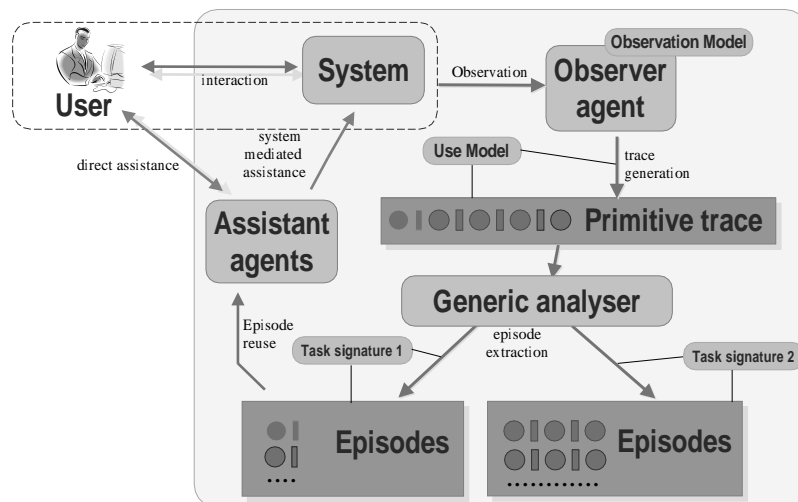 Observation Model
System
Observation
Observer
agent
interaction
User
system
mediated
assistance
direct assistance
Use Model
trace
generation
Primitive trace
Assistant
agents
Generic analyser
Episode
reuse
episode
extraction
Task signature 1
Task signature 2
Episodes
Episodes